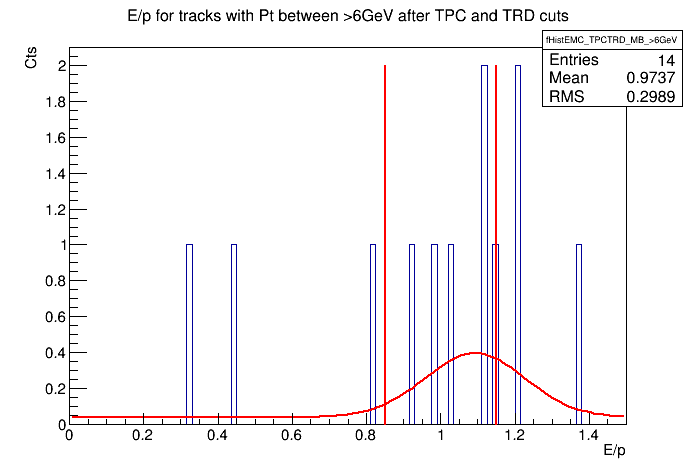 E/p for tracks with Pt between >6GeV after TPC and TRD cuts
fHistEMC_TPCTRD_MB_>6GeV
Entries 14
Mean 0.9737
RMS 0.2989
Cts
2
1.8
1.6
1.4
1.2
1
0.8
0.6
0.4
0.2
0
0 0.2 0.4 0.6 0.8 1 1.2 1.4
E/p